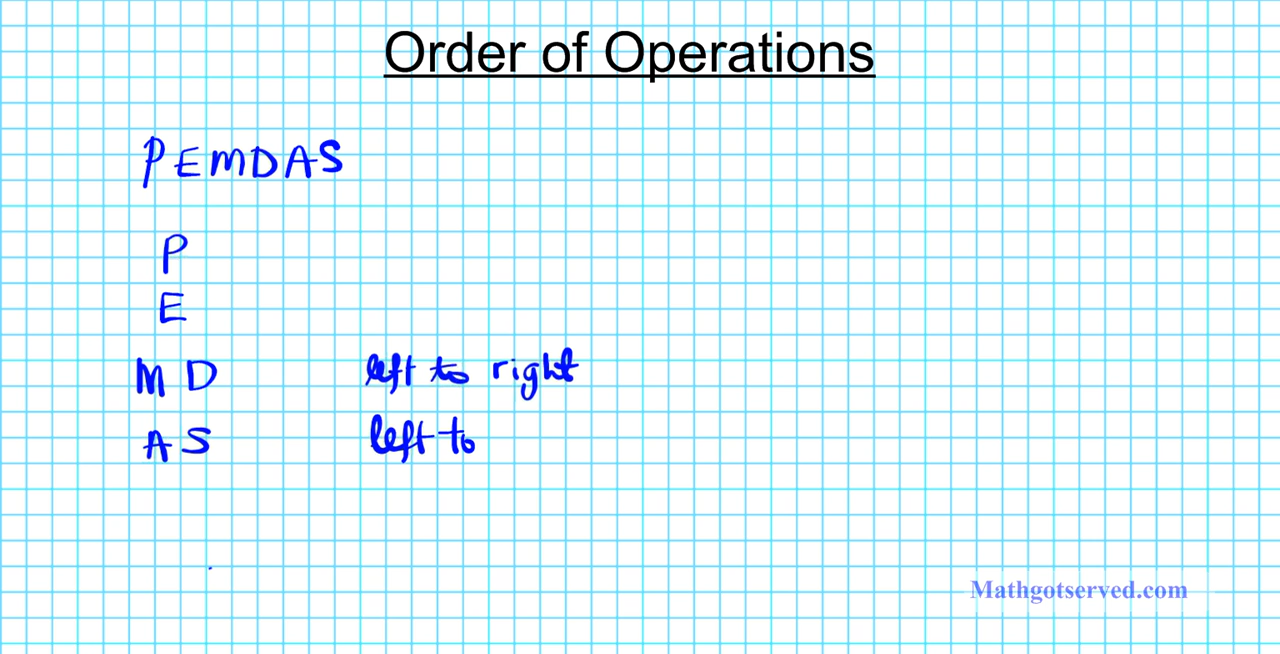 Order of Operations
PEMDAS
P
E
M D left to right
A S left to
Mathgotserved.com